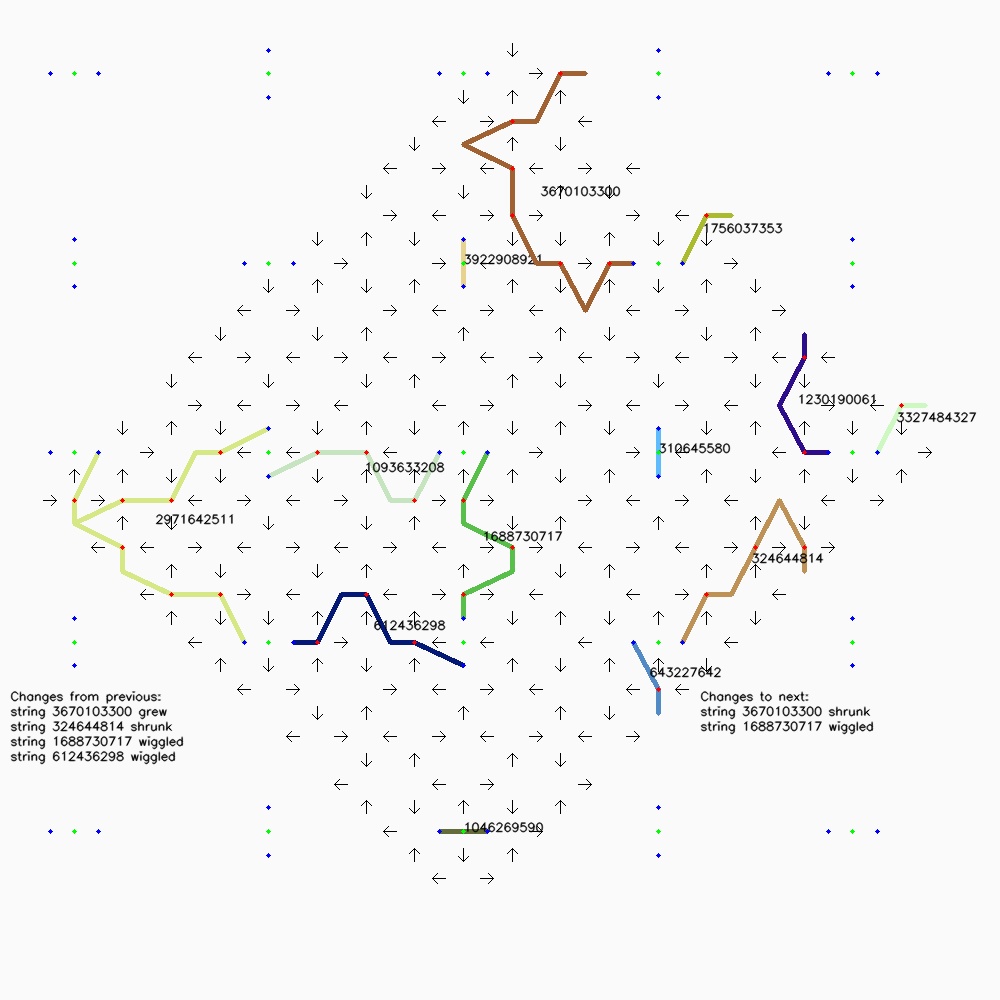 3670103300
1756037353
3922908921
1230190061
3327484327
310645580
1093633208
2971642511
1688730717
324644814
612436298
643227642
Changes from previous:
string 3670103300 grew
string 324644814 shrunk
string 1688730717 wiggled
string 612436298 wiggled
Changes to next:
string 3670103300 shrunk
string 1688730717 wiggled
1046269590